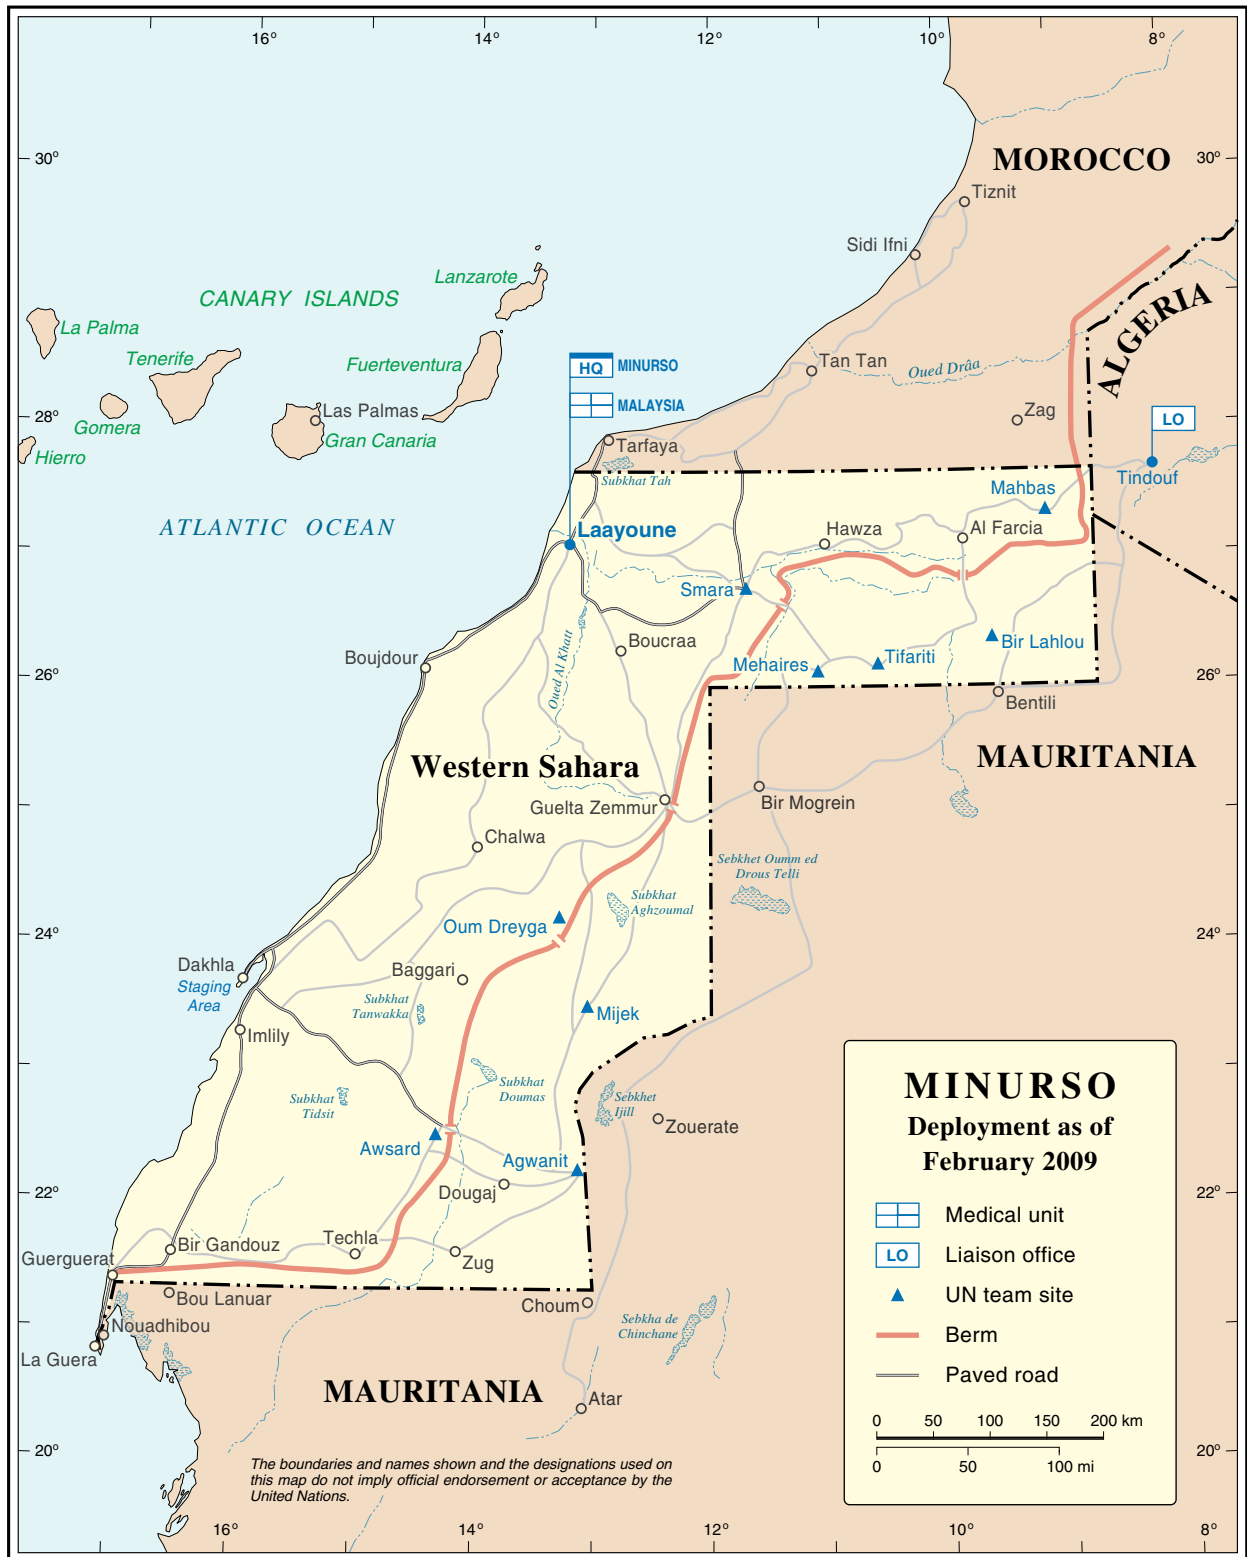 16°
14°
12°
10°
8°
30°
MOROCCO
30°
Tiznit
Sidi Ifni
Lanzarote
CANARY ISLANDS
La Palma
Tenerife
Fuerteventura
ALGERIA
HQ MINURSO
MALAYSIA
Tan Tan
Oued Drâa
28°
Gomera
Las Palmas
Gran Canaria
Hierro
Zag
LO
28°
Tarfaya
Subkhat Tah
Tindouf
Mahbas
ATLANTIC OCEAN
Laayoune
Hawza
Al Farcia
Smara
Boucraa
Oued Al Khatt
Boujdour
26°
Mehaires
Tifariti
Bir Lahlou
26°
Bentili
Western Sahara
MAURITANIA
Guelta Zemmur
Bir Mogrein
Chalwa
Sebkhet Oumm ed
Drous Telli
Subkhat
Aghzoumal
Oum Dreyga
24°
24°
Dakhla
Staging
Area
Baggari
Subkhat
Tanwakka
Mijek
Imlily
Subkhat
Tidsit
Subkhat
Doumas
Sebkhet
Ijill
Zouerate
Awsard
Agwanit
Dougaj
22°
22°
Techla
Zug
Bir Gandouz
Guerguerat
Bou Lanuar
Choum
Nouadhibou
La Guera
Sebkha de
Chinchane
MAURITANIA
Atar
20°
20°
The boundaries and names shown and the designations used on
this map do not imply official endorsement or acceptance by the
United Nations.
MINURSO
Deployment as of
February 2009
Medical unit
LO Liaison office
UN team site
Berm
Paved road
0 50 100 150 200 km
0 50 100 mi
16°
14°
12°
10°
8°